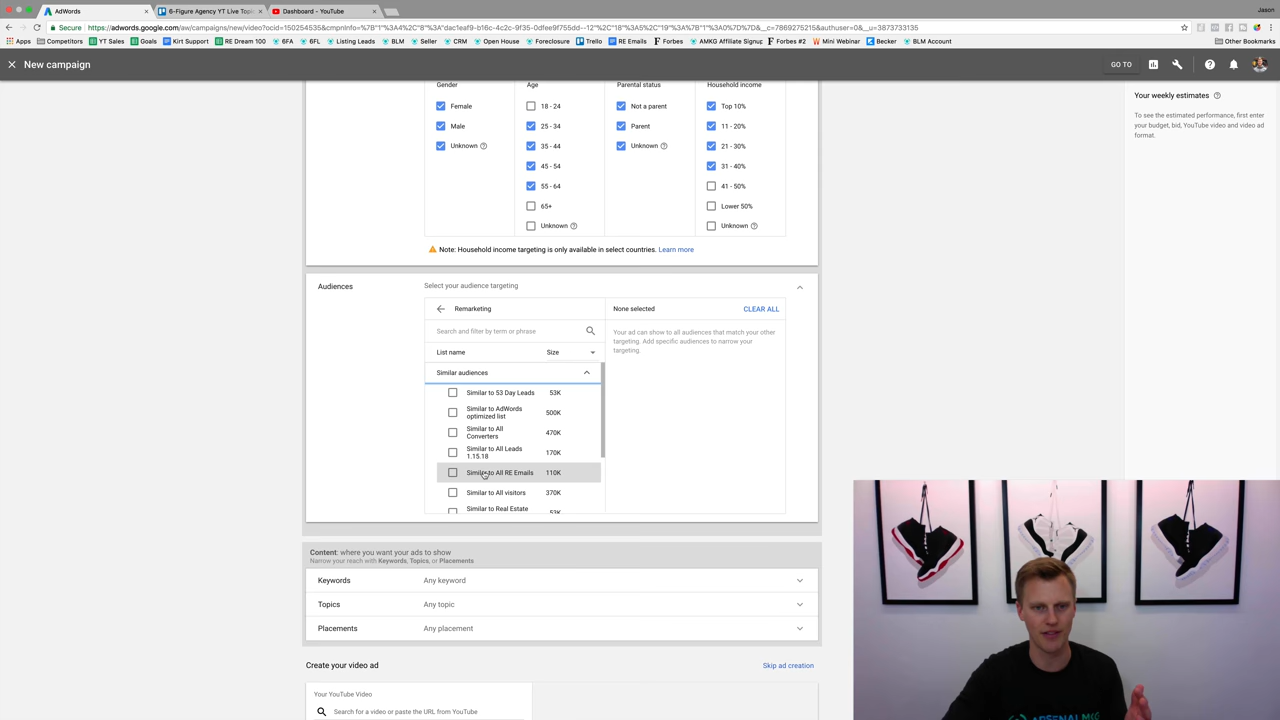 AdWords
6-Figure Agency YT Live Topic
Dashboard - YouTube
Jason
Secure
Apps
Competitors
YT Sales
Goals
Kirt Support
RE Dream 100
6FA
6FL
Listing Leads
BLM
Seller
CRM
Open House
Foreclosure
Trello
RE Emails
Forbes
AMKG Affiliate Signup
Forbes #2
Mini Webinar
Becker
BLM Account
Other Bookmarks
New campaign
GO TO
Your weekly estimates
To see the estimated performance, first enter
your budget, bid, YouTube video and video ad
format.
Gender
Age
Parental status
Household income
Female
18 - 24
Not a parent
Top 10%
Male
25 - 34
Parent
11 - 20%
Unknown
35 - 44
Unknown
21 - 30%
45 - 54
31 - 40%
55 - 64
41 - 50%
65+
Lower 50%
Unknown
Unknown
Note: Household income targeting is only available in select countries. Learn more
Audiences
Select your audience targeting
Remarketing
None selected
CLEAR ALL
Search and filter by term or phrase
Your ad can show to all audiences that match your other
targeting. Add specific audiences to narrow your
targeting.
List name
Size
Similar audiences
Similar to 53 Day Leads
53K
Similar to AdWords
optimized list
500K
Similar to All
Converters
470K
Similar to All Leads
1.15.18
170K
Similar to All RE Emails
110K
Similar to All visitors
370K
Similar to Real Estate
53K
Content: where you want your ads to show
Narrow your reach with Keywords, Topics, or Placements
Keywords
Any keyword
Topics
Any topic
Placements
Any placement
Create your video ad
Skip ad creation
Your YouTube Video
Search for a video or paste the URL from YouTube